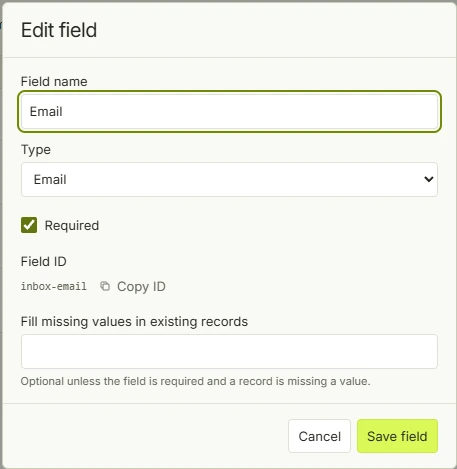 Edit field
Field name
Email
Type
Email
Required
Field ID
inbox-email Copy ID
Fill missing values in existing records
Optional unless the field is required and a record is missing a value.
Cancel Save field